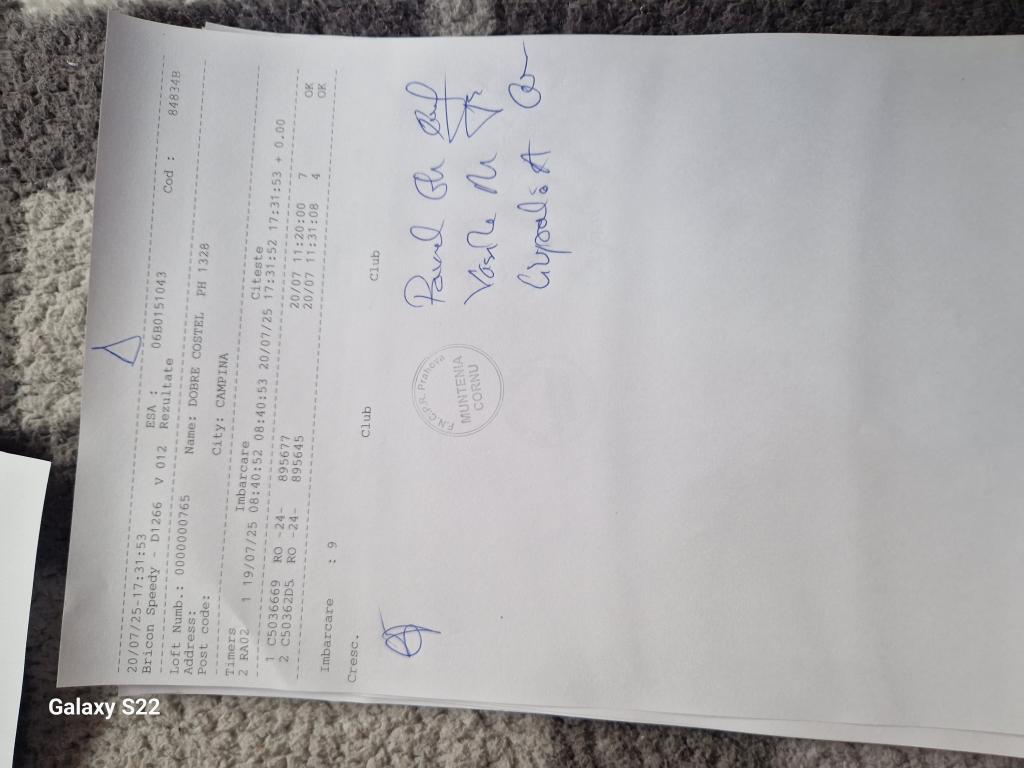 20/07/25-17:31:53
Bricon Speedy - D1266 V 012 ESA : 06B0151043
Rezultate Cod : 84834B
Loft Numb.: 0000000765 Name: DOBRE COSTEL PH 1328
Address:
Post code: City: CAMPINA
Timers Imbarcare Citeste
2 RA02 1 19/07/25 08:40:52 08:40:53 20/07/25 17:31:52 17:31:53 + 0.00
1 C5036669 RO -24- 895677 20/07 11:20:00 7 OK
2 C50362D5 RO -24- 895645 20/07 11:31:08 4 OK
Imbarcare : 9
Cresc. Club Club
F.N.C.P.R. Prahova
MUNTENIA
CORNU
Vasile M
Galaxy S22